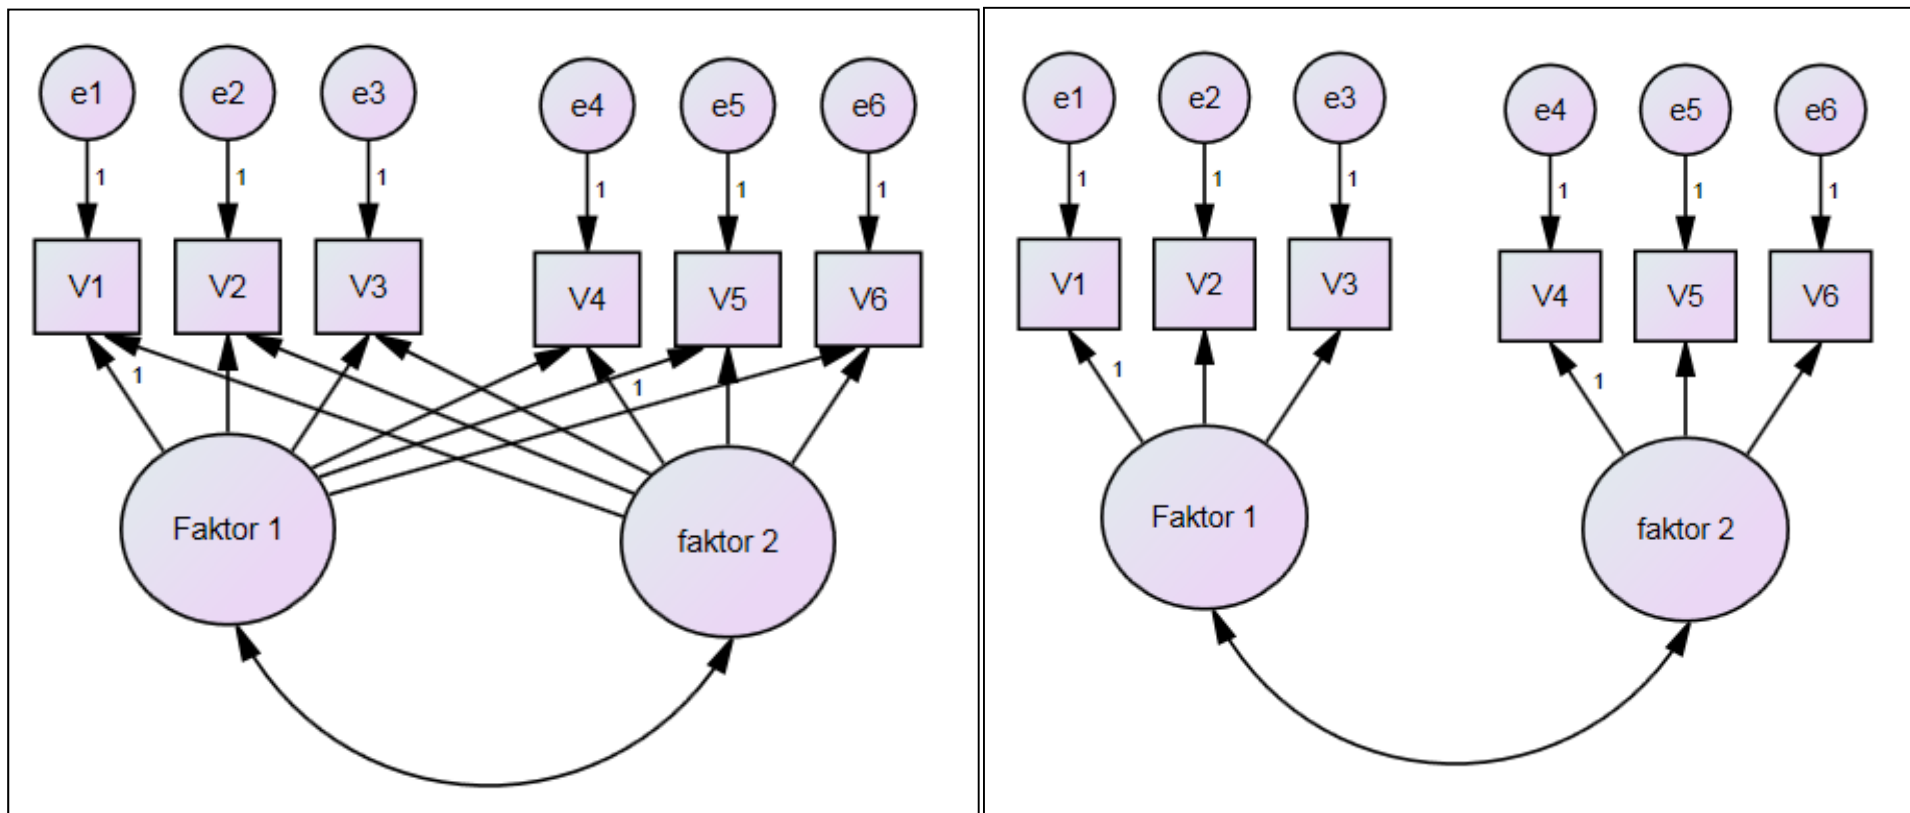 e1 e2 e3 e4 e5 e6
1 1 1 1 1 1
V1 V2 V3 V4 V5 V6
1 1
Faktor 1 faktor 2
e1 e2 e3 e4 e5 e6
1 1 1 1 1 1
V1 V2 V3 V4 V5 V6
1 1
Faktor 1 faktor 2